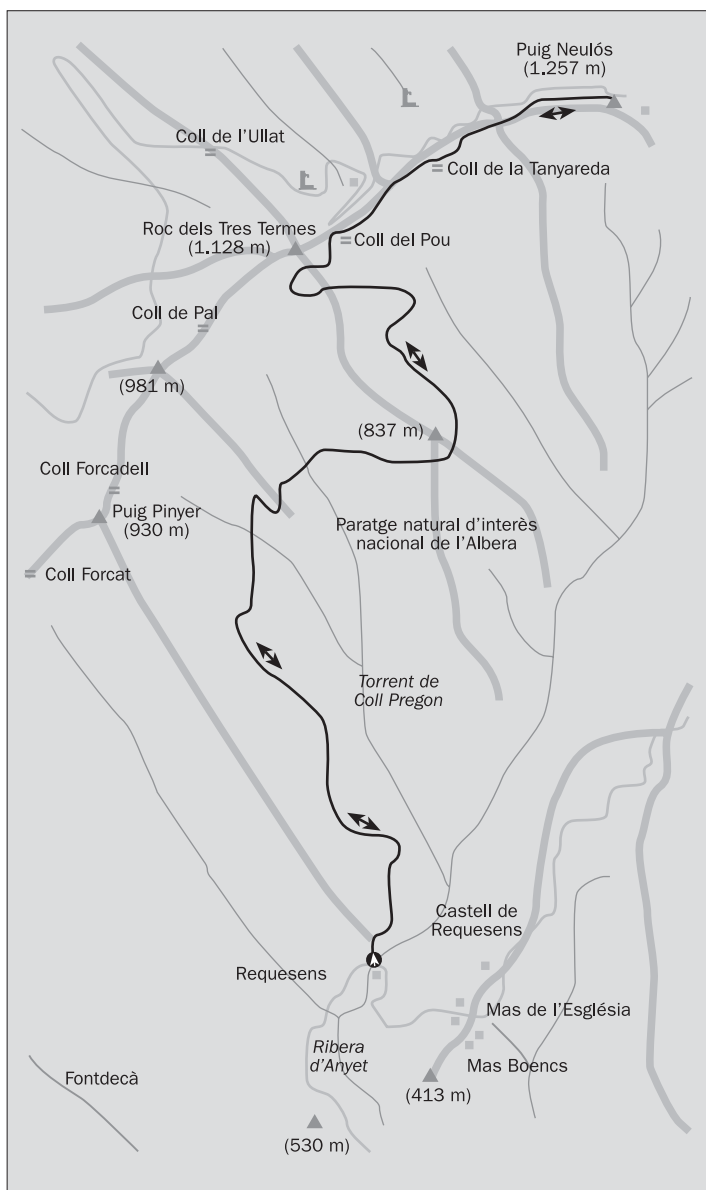 Puig Neulós
(1.257 m)
Coll de l’Ullat
Coll de la Tanyareda
Roc dels Tres Termes
(1.128 m)
Coll del Pou
Coll de Pal
(981 m)
(837 m)
Coll Forcadell
Puig Pinyer
(930 m)
Paratge natural d’interès
nacional de l’Albera
Coll Forcat
Torrent de
Coll Pregon
Castell de
Requesens
Requesens
Mas de l’Església
Ribera
d’Anyet
Mas Boencs
Fontdecà
(413 m)
(530 m)